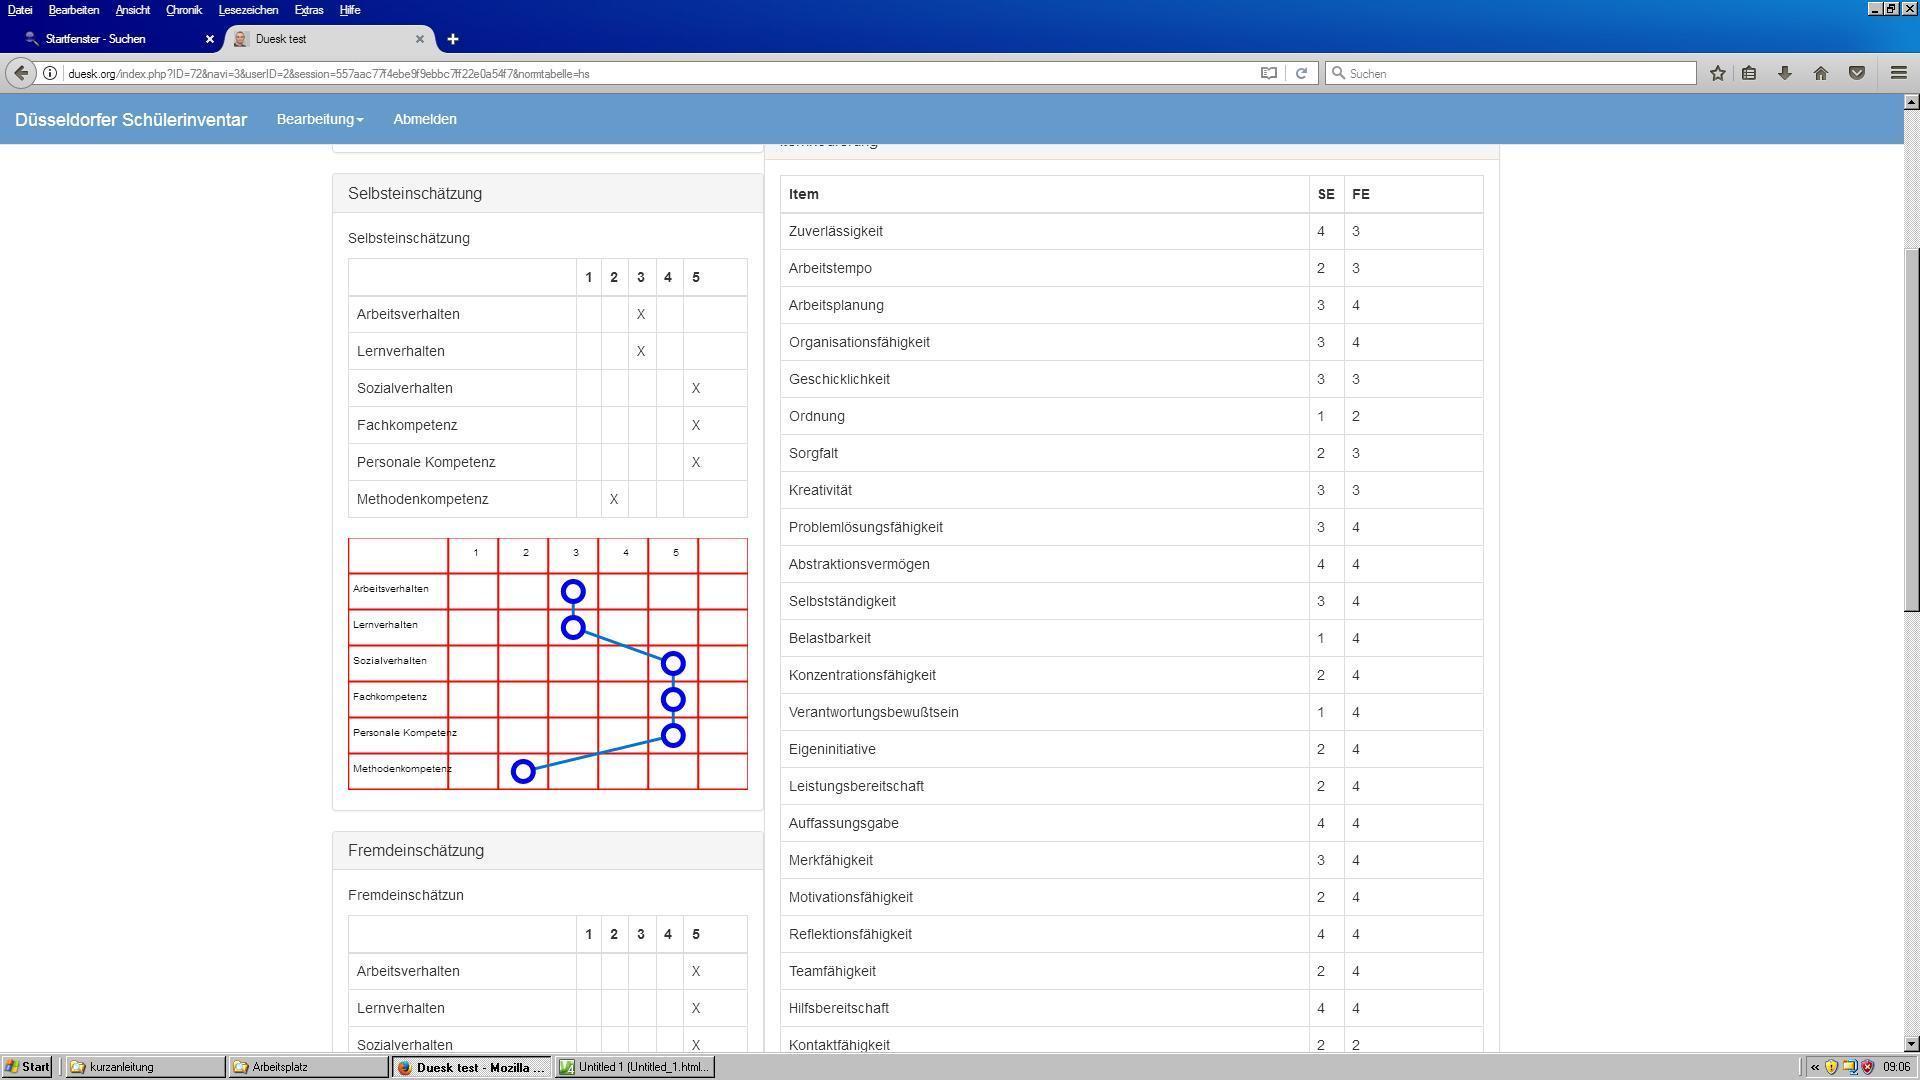 Datei Bearbeiten Ansicht Chronik Lesezeichen Extras Hilfe
Startfenster - Suchen
Duesk test
duesk.org/index.php?ID=72&navi=3&userID=2&session=557aac77f4ebe9f9ebbc7ff22e0a54f7&normtabelle=hs
Suchen
Düsseldorfer Schülerinventar Bearbeitung Abmelden
Selbsteinschätzung
Selbsteinschätzung
1 2 3 4 5
Arbeitsverhalten X
Lernverhalten X
Sozialverhalten X
Fachkompetenz X
Personale Kompetenz X
Methodenkompetenz X
1 2 3 4 5
Arbeitsverhalten
Lernverhalten
Sozialverhalten
Fachkompetenz
Personale Kompetenz
Methodenkompetenz
Fremdeinschätzung
Fremdeinschätzun
1 2 3 4 5
Arbeitsverhalten X
Lernverhalten X
Sozialverhalten X
Item SE FE
Zuverlässigkeit 4 3
Arbeitstempo 2 3
Arbeitsplanung 3 4
Organisationsfähigkeit 3 4
Geschicklichkeit 3 3
Ordnung 1 2
Sorgfalt 2 3
Kreativität 3 3
Problemlösungsfähigkeit 3 4
Abstraktionsvermögen 4 4
Selbstständigkeit 3 4
Belastbarkeit 1 4
Konzentrationsfähigkeit 2 4
Verantwortungsbewußtsein 1 4
Eigeninitiative 2 4
Leistungsbereitschaft 2 4
Auffassungsgabe 4 4
Merkfähigkeit 3 4
Motivationsfähigkeit 2 4
Reflektionsfähigkeit 4 4
Teamfähigkeit 2 4
Hilfsbereitschaft 4 4
Kontaktfähigkeit 2 2
Start kurzanleitung Arbeitsplatz Duesk test - Mozilla ... Untitled 1 (Untitled_1.html... « 09:06